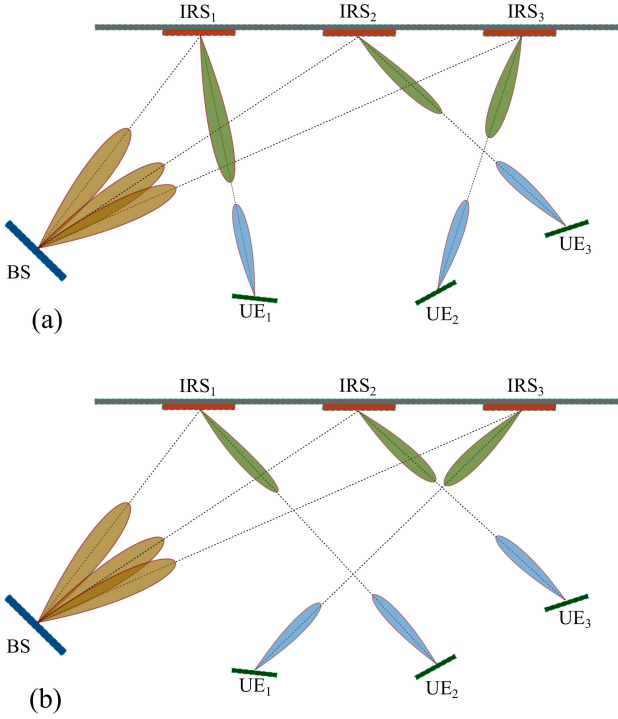 IRS₁ IRS₂ IRS₃
BS
UE₃
UE₁
UE₂
(a)
IRS₁ IRS₂ IRS₃
BS
UE₃
UE₁
UE₂
(b)